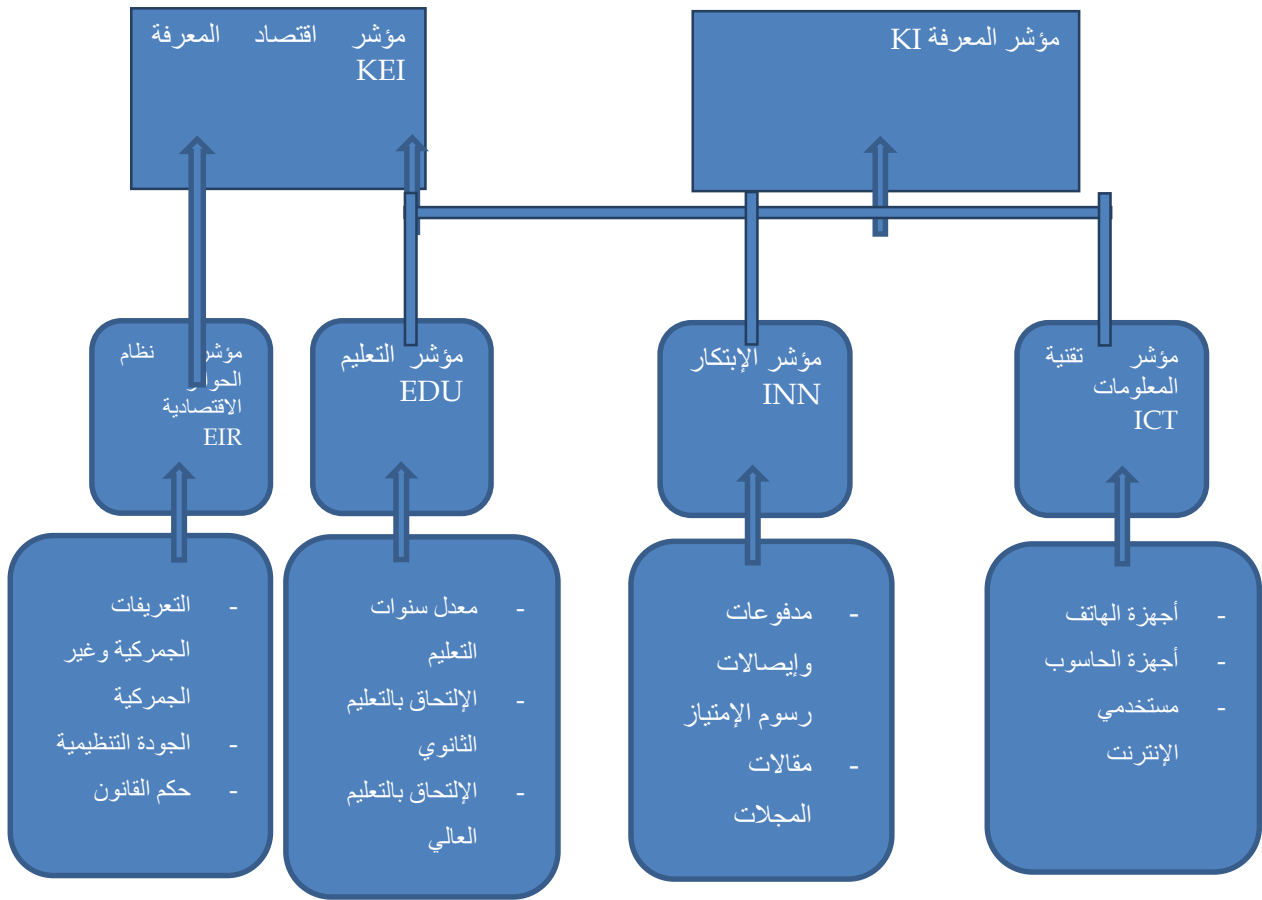 مؤشر المعرفة KI
مؤشر اقتصاد المعرفة
KEI
مؤشر تقنية
المعلومات
ICT
مؤشر الإبتكار
INN
مؤشر التعليم
EDU
مؤشر نظام
الاقتصادية
EIR
- أجهزة الهاتف
- أجهزة الحاسوب
- مستخدمي
الإنترنت
- مدفوعات
وإيصالات
رسوم الإمتياز
- مقالات
المجلات
- معدل سنوات
التعليم
- الإلتحاق بالتعليم
الثانوي
- الإلتحاق بالتعليم
العالي
- التعريفات
الجمركية وغير
الجمركية
- الجودة التنظيمية
- حكم القانون